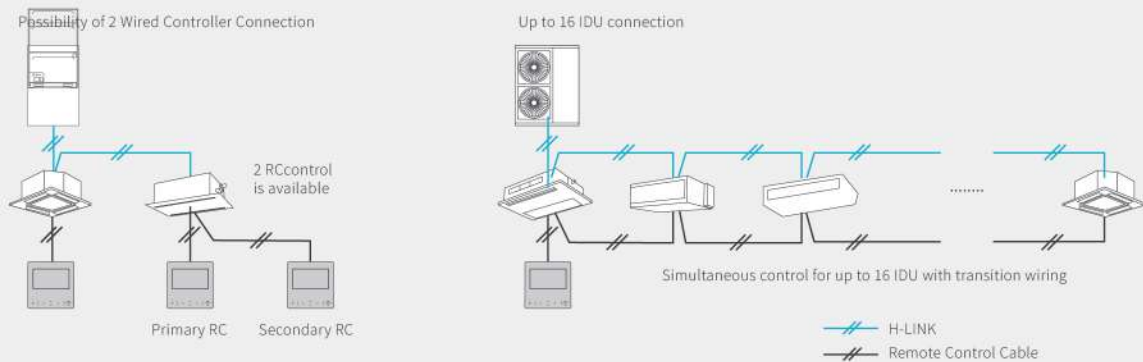 Possibility of 2 Wired Controller Connection
Up to 16 IDU connection
2 RCcontrol
is available
........
Simultaneous control for up to 16 IDU with transition wiring
Primary RC
Secondary RC
H-LINK
Remote Control Cable